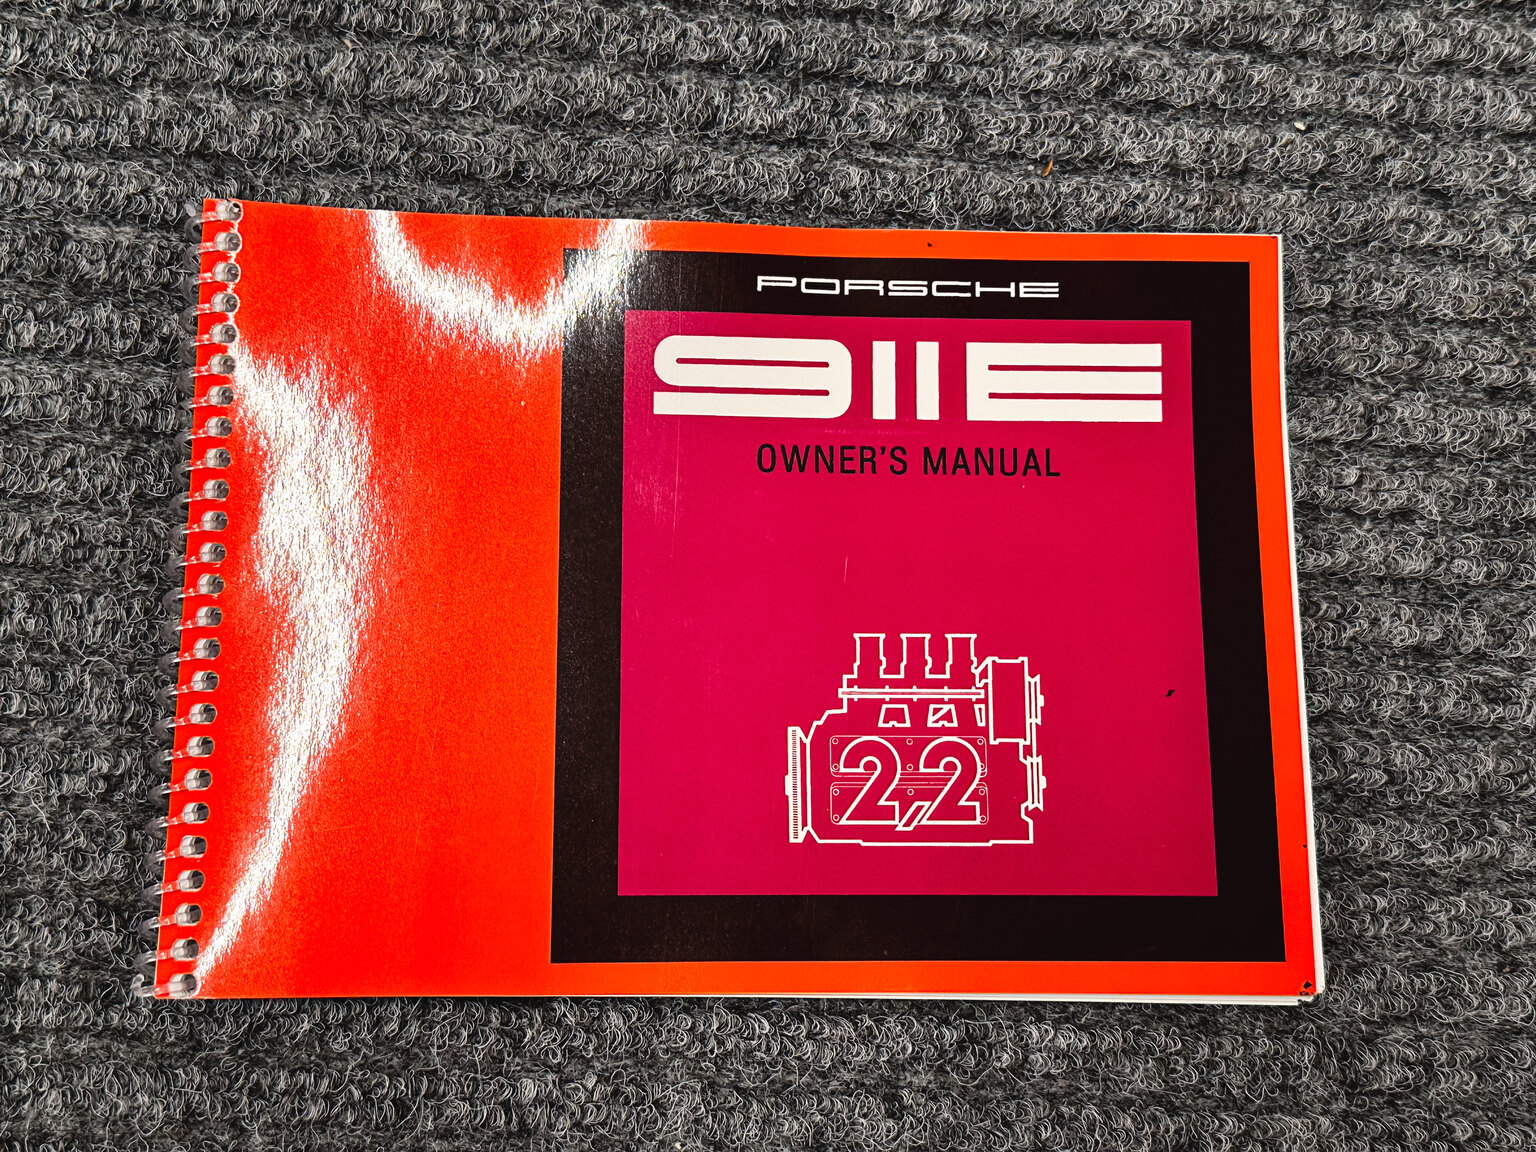 PORSCHE
911E
OWNER'S MANUAL
2,2